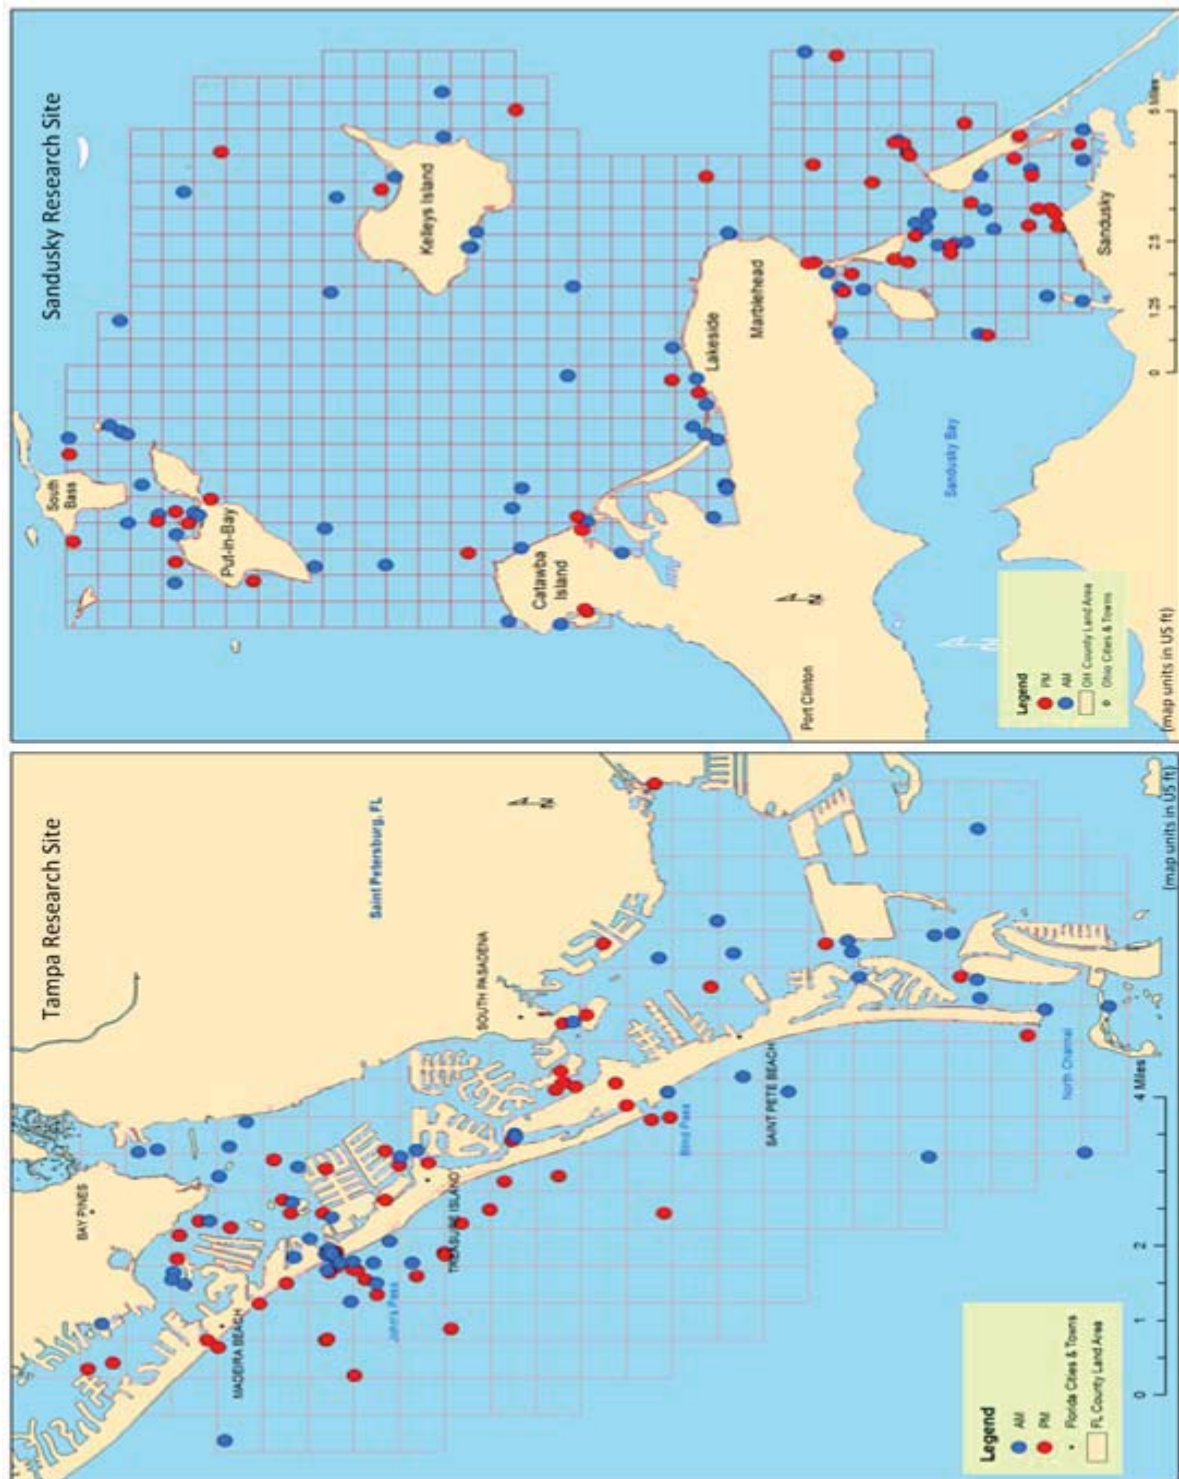 Tampa Research Site
Saint Petersburg, FL
BAY PINES
MADEIRA BEACH
John's Pass
TREASURE ISLAND
SOUTH PASADENA
Blind Pass
SAINT PETE BEACH
North Channel
N
Legend
AM
PM
Florida Cities & Towns
FL County Land Area
0 1 2 4 Miles
(map units in US ft)
Sandusky Research Site
South
Bass
Put-in-Bay
Kelleys Island
Catawba
Island
Lakeside
Marblehead
Port Clinton
Sandusky Bay
Sandusky
N
Legend
PM
AM
OH County Land Area
Ohio Cities & Towns
0 1.25 2.5 5 Miles
(map units in US ft)